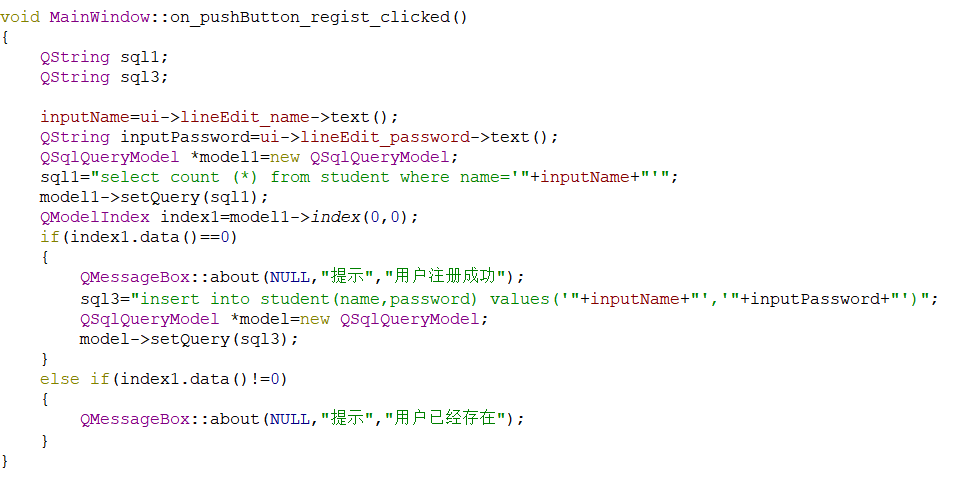 void MainWindow::on_pushButton_regist_clicked()
{
    QString sql1;
    QString sql3;

    inputName=ui->lineEdit_name->text();
    QString inputPassword=ui->lineEdit_password->text();
    QSqlQueryModel *model1=new QSqlQueryModel;
    sql1="select count (*) from student where name='"+inputName+"'";
    model1->setQuery(sql1);
    QModelIndex index1=model1->index(0,0);
    if(index1.data()==0)
    {
        QMessageBox::about(NULL,"提示","用户注册成功");
        sql3="insert into student(name,password) values('"+inputName+"','"+inputPassword+"')";
        QSqlQueryModel *model=new QSqlQueryModel;
        model->setQuery(sql3);
    }
    else if(index1.data()!=0)
    {
        QMessageBox::about(NULL,"提示","用户已经存在");
    }
}